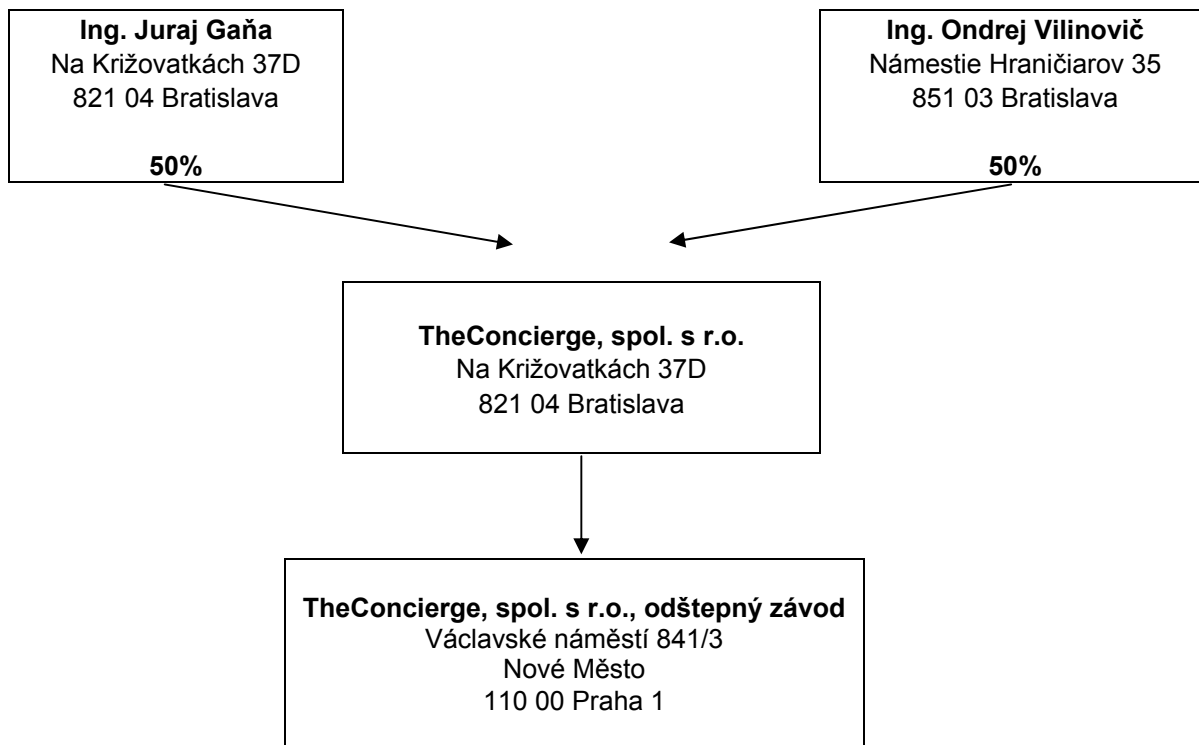 Ing. Juraj Gaňa
Na Križovatkách 37D
821 04 Bratislava
50%
Ing. Ondrej Vilinovič
Námestie Hraničiarov 35
851 03 Bratislava
50%
TheConcierge, spol. s r.o.
Na Križovatkách 37D
821 04 Bratislava
TheConcierge, spol. s r.o., odštepný závod
Václavské náměstí 841/3
Nové Město
110 00 Praha 1